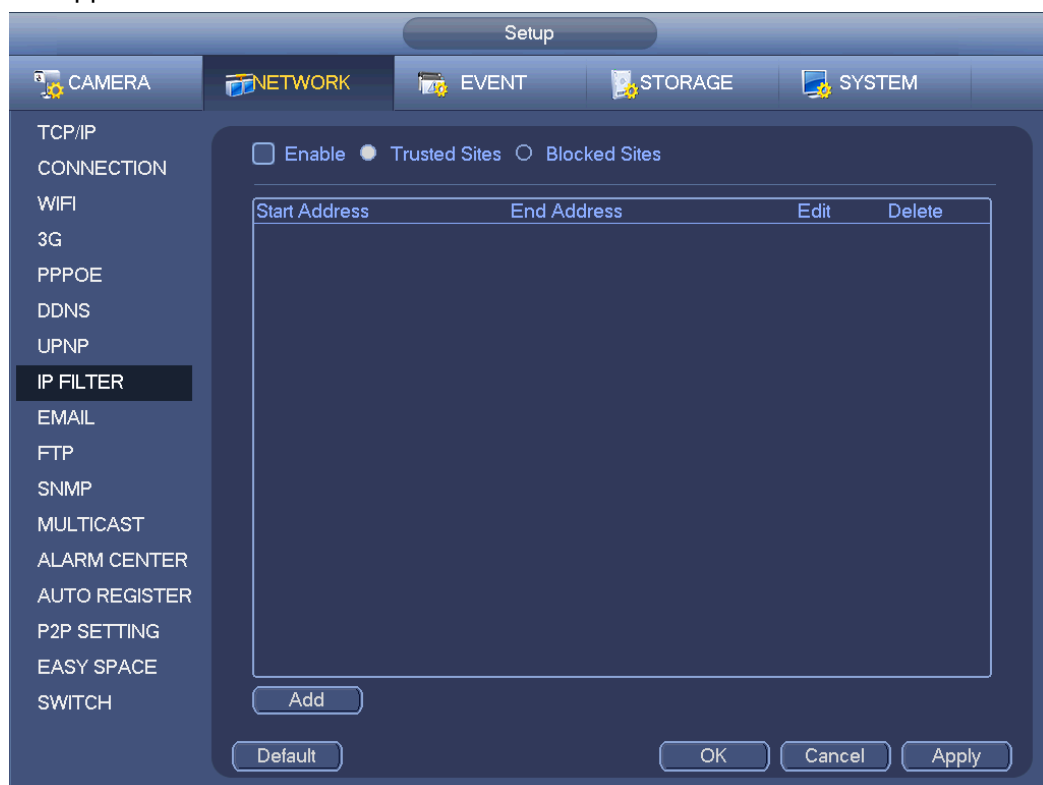 Setup
CAMERA NETWORK EVENT STORAGE SYSTEM
TCP/IP
CONNECTION
WIFI
3G
PPPOE
DDNS
UPNP
IP FILTER
EMAIL
FTP
SNMP
MULTICAST
ALARM CENTER
AUTO REGISTER
P2P SETTING
EASY SPACE
SWITCH
Enable Trusted Sites Blocked Sites
Start Address End Address Edit Delete
Add
Default OK Cancel Apply